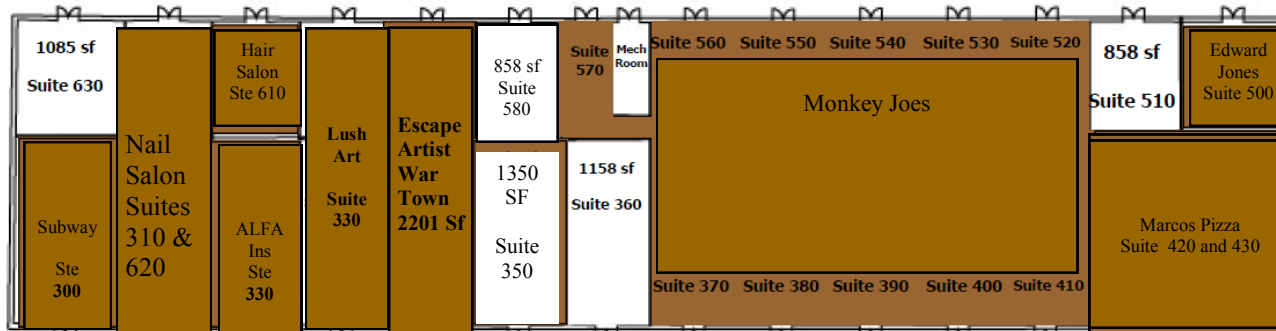 1085 sf
Suite 630
Subway
Ste
300
Nail
Salon
Suites
310 &
620
Hair
Salon
Ste 610
ALFA
Ins
Ste
330
Lush
Art
Suite
330
Escape
Artist
War
Town
2201 Sf
858 sf
Suite
580
1350
SF
Suite
350
Suite
570
Mech
Room
1158 sf
Suite 360
Suite 560 Suite 550 Suite 540 Suite 530 Suite 520
Monkey Joes
Suite 370 Suite 380 Suite 390 Suite 400 Suite 410
858 sf
Suite 510
Edward
Jones
Suite 500
Marcos Pizza
Suite 420 and 430